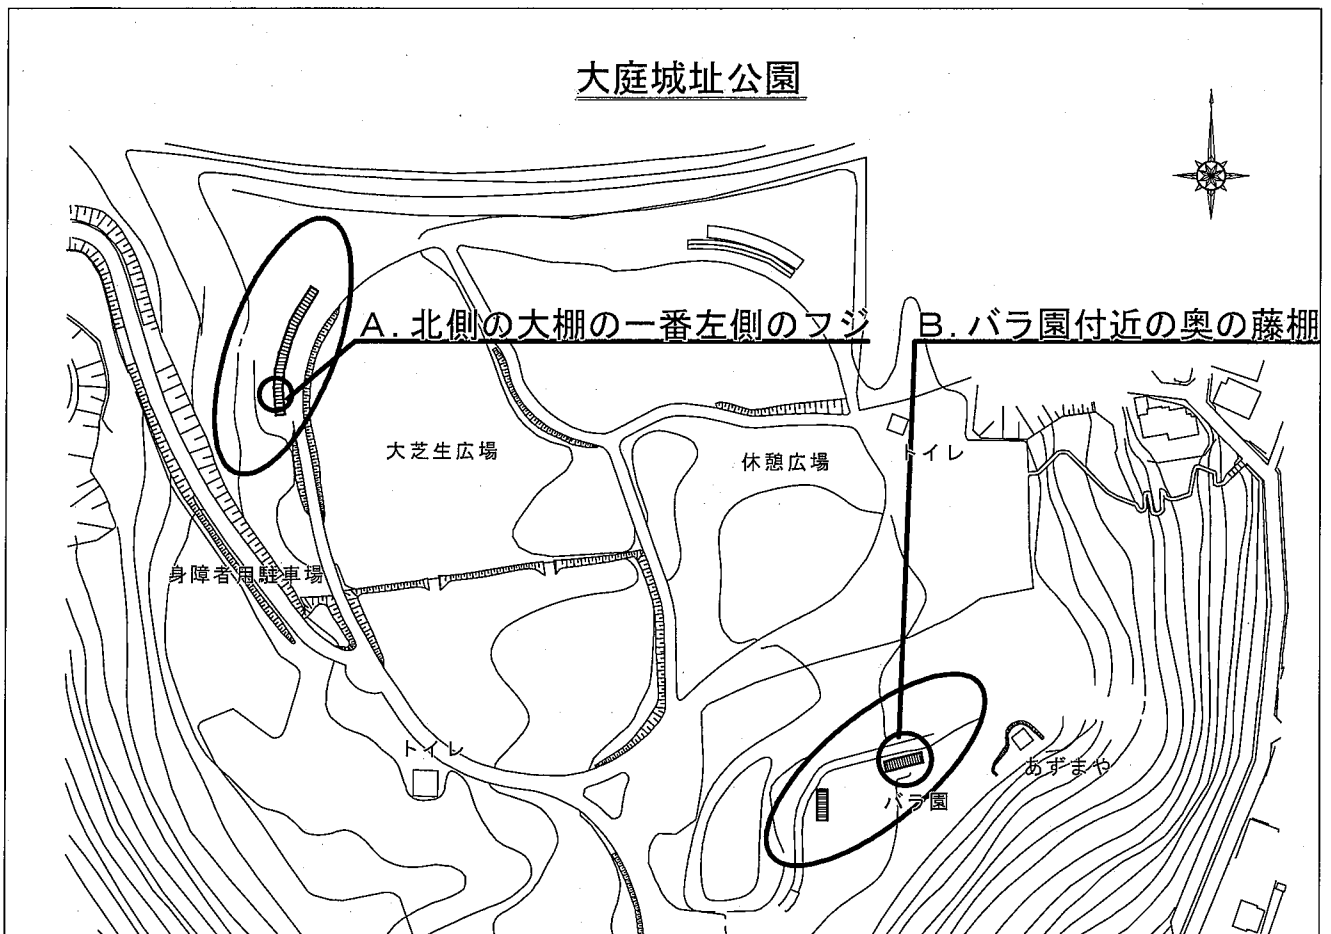 大庭城址公園
A.北側の大棚の一番左側のフジ
B.バラ園付近の奥の藤棚
大芝生広場
休憩広場
トイレ
身障者用駐車場
トイレ
あずまや
バラ園